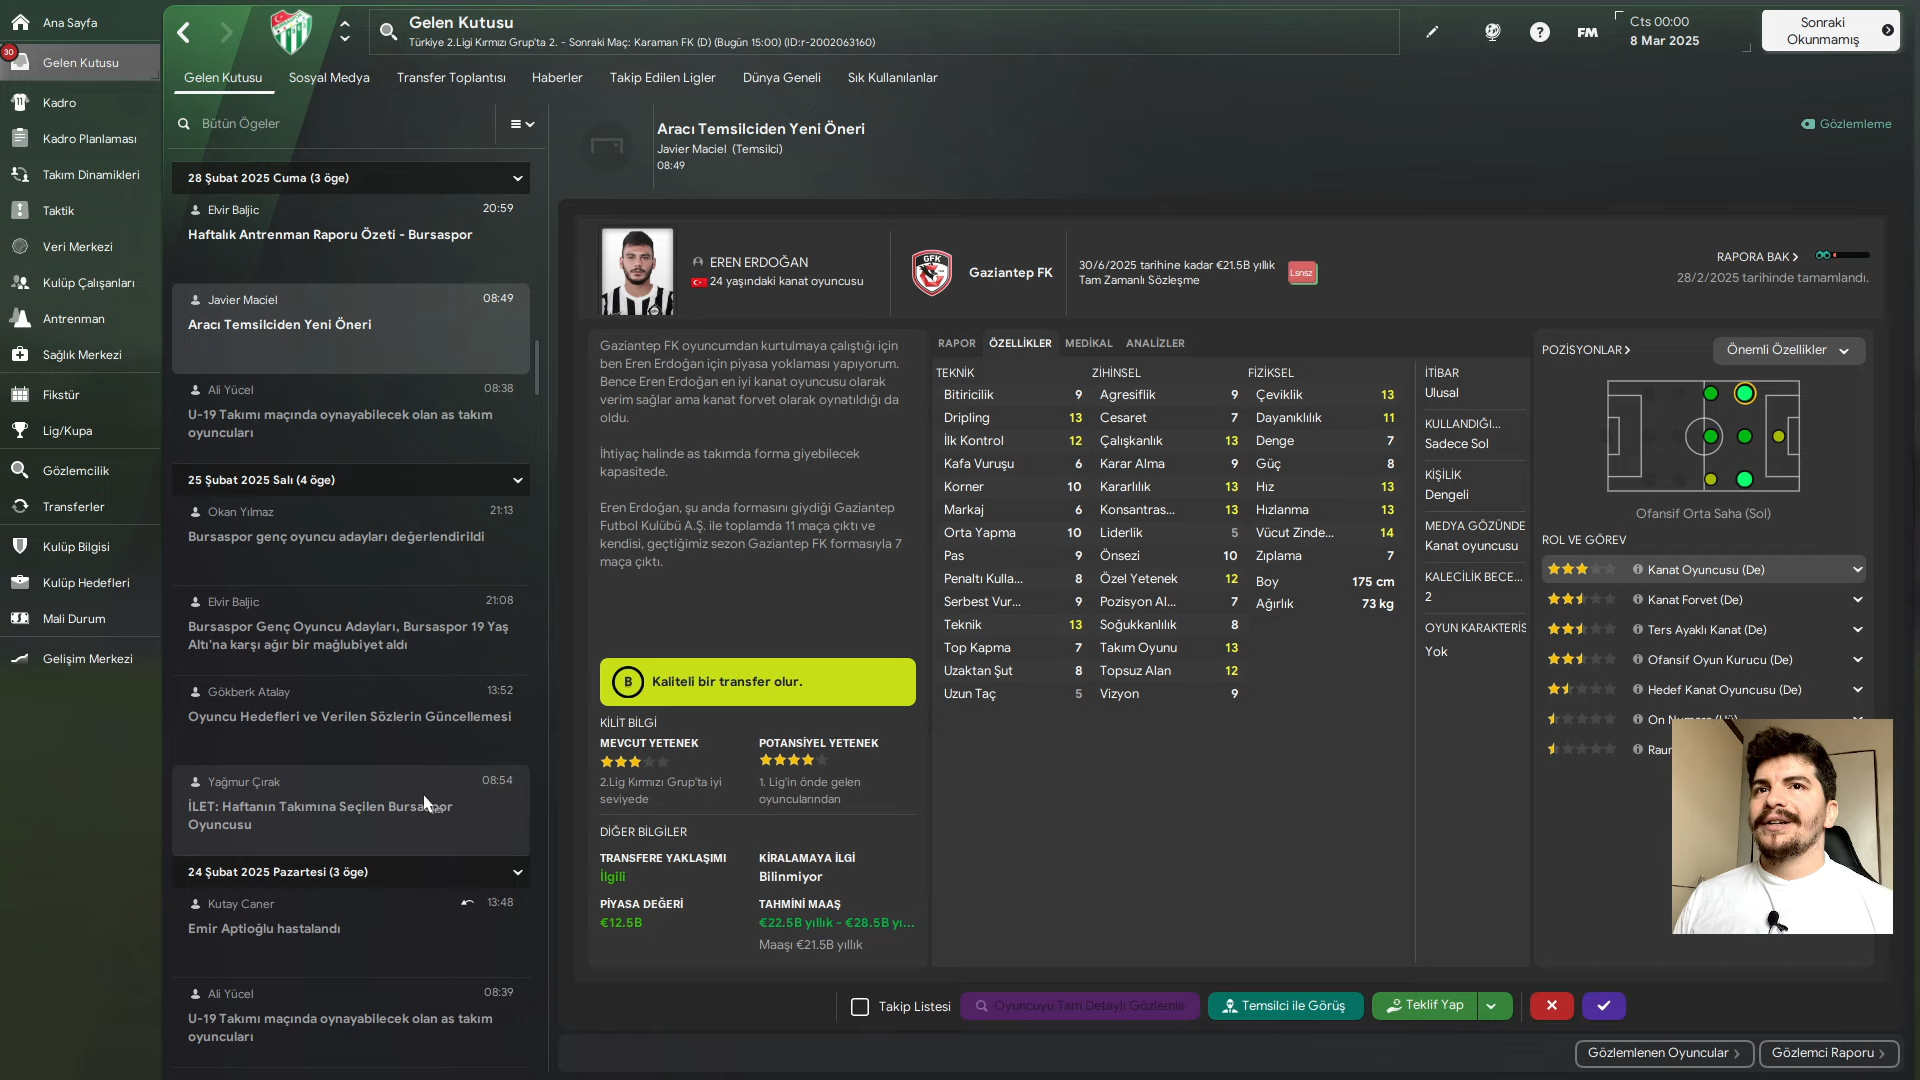 Ana Sayfa
30
Gelen Kutusu
Kadro
Kadro Planlaması
Takım Dinamikleri
Taktik
Veri Merkezi
Kulüp Çalışanları
Antrenman
Sağlık Merkezi
Fikstür
Lig/Kupa
Gözlemcilik
Transferler
Kulüp Bilgisi
Kulüp Hedefleri
Mali Durum
Gelişim Merkezi
Gelen Kutusu
Türkiye 2.Ligi Kırmızı Grup'ta 2. - Sonraki Maç: Karaman FK (D) (Bugün 15:00) (ID:r-2002063160)
FM
Cts 00:00
8 Mar 2025
Sonraki
Okunmamış
Gelen Kutusu
Sosyal Medya
Transfer Toplantısı
Haberler
Takip Edilen Ligler
Dünya Geneli
Sık Kullanılanlar
Bütün Ögeler
28 Şubat 2025 Cuma (3 öge)
Elvir Baljic 20:59
Haftalık Antrenman Raporu Özeti - Bursaspor
Javier Maciel 08:49
Aracı Temsilciden Yeni Öneri
Ali Yücel 08:38
U-19 Takımı maçında oynayabilecek olan as takım
oyuncuları
25 Şubat 2025 Salı (4 öge)
Okan Yılmaz 21:13
Bursaspor genç oyuncu adayları değerlendirildi
Elvir Baljic 21:08
Bursaspor Genç Oyuncu Adayları, Bursaspor 19 Yaş
Altı'na karşı ağır bir mağlubiyet aldı
Gökberk Atalay 13:52
Oyuncu Hedefleri ve Verilen Sözlerin Güncellemesi
Yağmur Çırak 08:54
İLET: Haftanın Takımına Seçilen Bursaspor
Oyuncusu
24 Şubat 2025 Pazartesi (3 öge)
Kutay Caner 13:48
Emir Aptioğlu hastalandı
Ali Yücel 08:39
U-19 Takımı maçında oynayabilecek olan as takım
oyuncuları
Aracı Temsilciden Yeni Öneri
Javier Maciel (Temsilci)
08:49
Gözlemleme
EREN ERDOĞAN
24 yaşındaki kanat oyuncusu
GFK
Gaziantep FK
30/6/2025 tarihine kadar €21.5B yıllık
Tam Zamanlı Sözleşme
Lsnsz
RAPORA BAK
28/2/2025 tarihinde tamamlandı.
Gaziantep FK oyuncumdan kurtulmaya çalıştığı için
ben Eren Erdoğan için piyasa yoklaması yapıyorum.
Bence Eren Erdoğan en iyi kanat oyuncusu olarak
verim sağlar ama kanat forvet olarak oynatıldığı da
oldu.
İhtiyaç halinde as takımda forma giyebilecek
kapasitede.
Eren Erdoğan, şu anda formasını giydiği Gaziantep
Futbol Kulübü A.Ş. ile toplamda 11 maça çıktı ve
kendisi, geçtiğimiz sezon Gaziantep FK formasıyla 7
maça çıktı.
B Kaliteli bir transfer olur.
KİLİT BİLGİ
MEVCUT YETENEK
2.Lig Kırmızı Grup'ta iyi
seviyede
POTANSİYEL YETENEK
1. Lig'in önde gelen
oyuncularından
DİĞER BİLGİLER
TRANSFERE YAKLAŞIMI
İlgili
KİRALAMAYA İLGİ
Bilinmiyor
PİYASA DEĞERİ
€12.5B
TAHMİNİ MAAŞ
€22.5B yıllık - €28.5B yı...
Maaşı €21.5B yıllık
RAPOR
ÖZELLİKLER
MEDİKAL
ANALİZLER
TEKNİK
Bitiricilik 9
Dripling 13
İlk Kontrol 12
Kafa Vuruşu 6
Korner 10
Markaj 6
Orta Yapma 10
Pas 9
Penaltı Kulla... 8
Serbest Vur... 9
Teknik 13
Top Kapma 7
Uzaktan Şut 8
Uzun Taç 5
ZİHİNSEL
Agresiflik 9
Cesaret 7
Çalışkanlık 13
Karar Alma 9
Kararlılık 13
Konsantras... 13
Liderlik 5
Önsezi 10
Özel Yetenek 12
Pozisyon Al... 7
Soğukkanlılık 8
Takım Oyunu 13
Topsuz Alan 12
Vizyon 9
FİZİKSEL
Çeviklik 13
Dayanıklılık 11
Denge 7
Güç 8
Hız 13
Hızlanma 13
Vücut Zinde... 14
Zıplama 7
Boy 175 cm
Ağırlık 73 kg
İTİBAR
Ulusal
KULLANDIĞI...
Sadece Sol
KİŞİLİK
Dengeli
MEDYA GÖZÜNDE
Kanat oyuncusu
KALECİLİK BECE...
2
OYUN KARAKTERİS
Yok
POZİSYONLAR
Önemli Özellikler
Ofansif Orta Saha (Sol)
ROL VE GÖREV
Kanat Oyuncusu (De)
Kanat Forvet (De)
Ters Ayaklı Kanat (De)
Ofansif Oyun Kurucu (De)
Hedef Kanat Oyuncusu (De)
Takip Listesi
Oyuncuyu Tam Detaylı Gözlemle
Temsilci ile Görüş
Teklif Yap
Gözlemlenen Oyuncular
Gözlemci Raporu